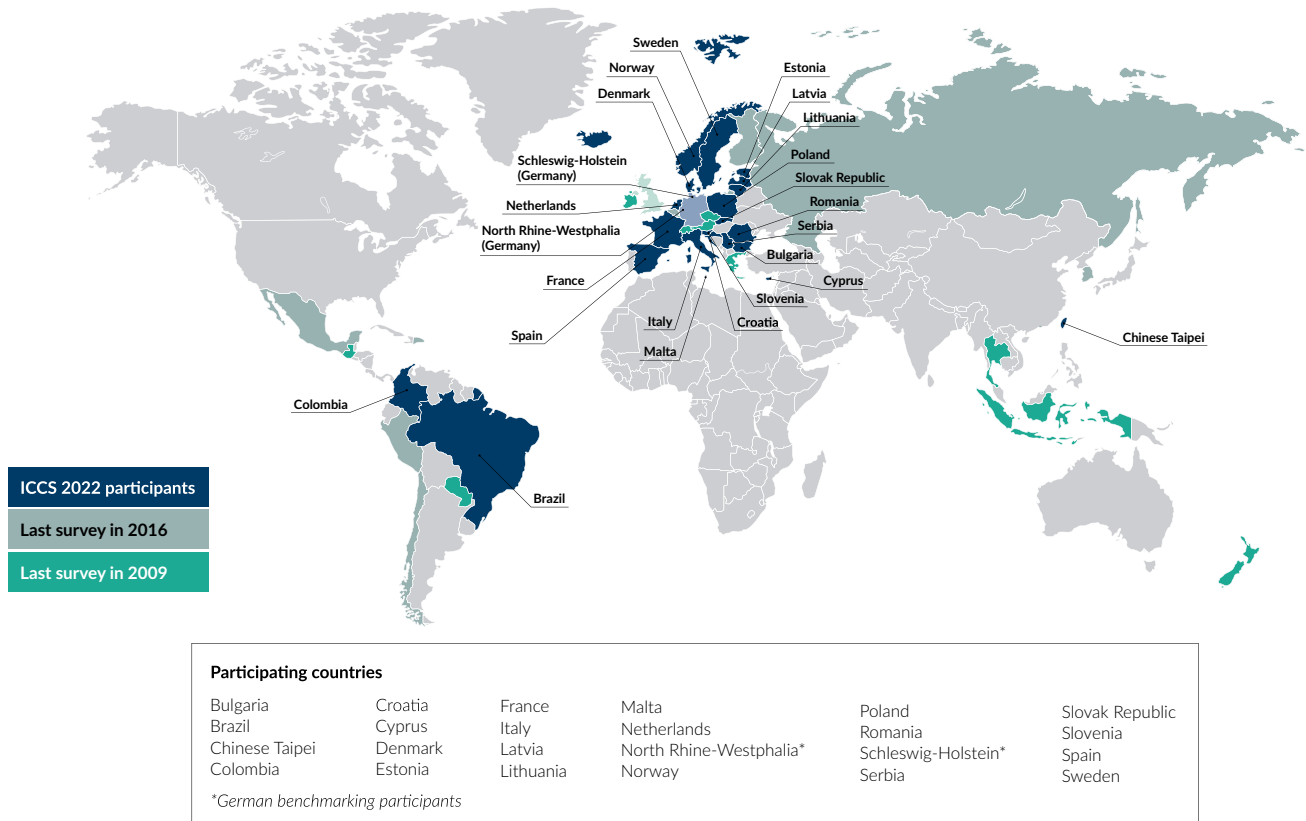 Sweden
Norway
Denmark
Estonia
Latvia
Lithuania
Poland
Schleswig-Holstein
(Germany)
Slovak Republic
Netherlands
Romania
North Rhine-Westphalia
(Germany)
Serbia
Bulgaria
France
Cyprus
Slovenia
Spain
Italy
Croatia
Malta
Chinese Taipei
Colombia
Brazil
ICCS 2022 participants
Last survey in 2016
Last survey in 2009
Participating countries
Bulgaria
Brazil
Chinese Taipei
Colombia
Croatia
Cyprus
Denmark
Estonia
France
Italy
Latvia
Lithuania
Malta
Netherlands
North Rhine-Westphalia*
Norway
Poland
Romania
Schleswig-Holstein*
Serbia
Slovak Republic
Slovenia
Spain
Sweden
*German benchmarking participants